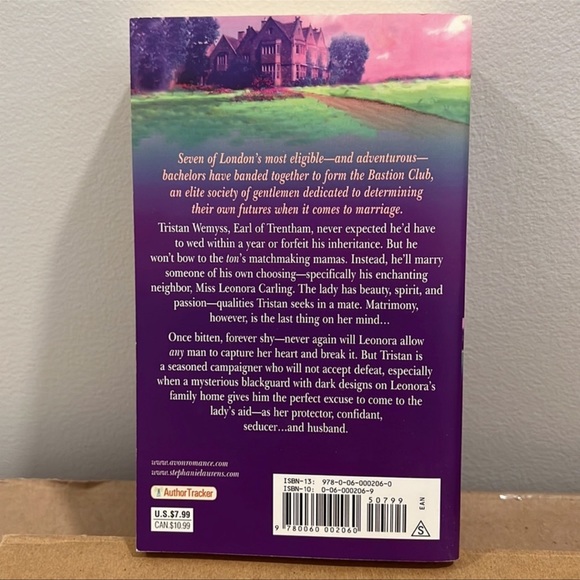 Seven of London's most eligible—and adventurous—
bachelors have banded together to form the Bastion Club,
an elite society of gentlemen dedicated to determining
their own futures when it comes to marriage.
Tristan Wemyss, Earl of Trentham, never expected he'd have
to wed within a year or forfeit his inheritance. But he
won't bow to the ton's matchmaking mamas. Instead, he'll marry
someone of his own choosing—specifically his enchanting
neighbor, Miss Leonora Carling. The lady has beauty, spirit, and
passion—qualities Tristan seeks in a mate. Matrimony,
however, is the last thing on her mind...
Once bitten, forever shy—never again will Leonora allow
any man to capture her heart and break it. But Tristan is
a seasoned campaigner who will not accept defeat, especially
when a mysterious blackguard with dark designs on Leonora's
family home gives him the perfect excuse to come to the
lady's aid—as her protector, confidant,
seducer...and husband.
www.avonromance.com
www.stephanielaurens.com
AuthorTracker
U.S.$7.99
CAN.$10.99
ISBN-13: 978-0-06-000206-0
ISBN-10: 0-06-000206-9
50799
9 780060 002060
EAN
S